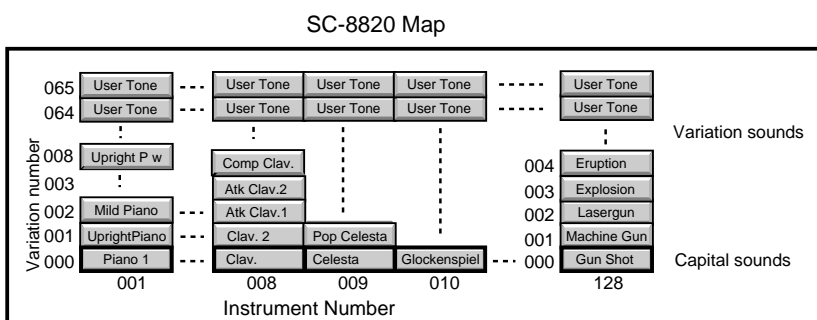 SC-8820 Map
065 User Tone User Tone User Tone User Tone User Tone
064 User Tone User Tone User Tone User Tone User Tone
Variation sounds
Variation number
008 Upright P w Comp Clav. 004 Eruption
003 Atk Clav.2 003 Explosion
002 Mild Piano Atk Clav.1 002 Lasergun
001 UprightPiano Clav. 2 Pop Celesta 001 Machine Gun
000 Piano 1 Clav. Celesta Glockenspiel 000 Gun Shot Capital sounds
001 008 009 010 128
Instrument Number